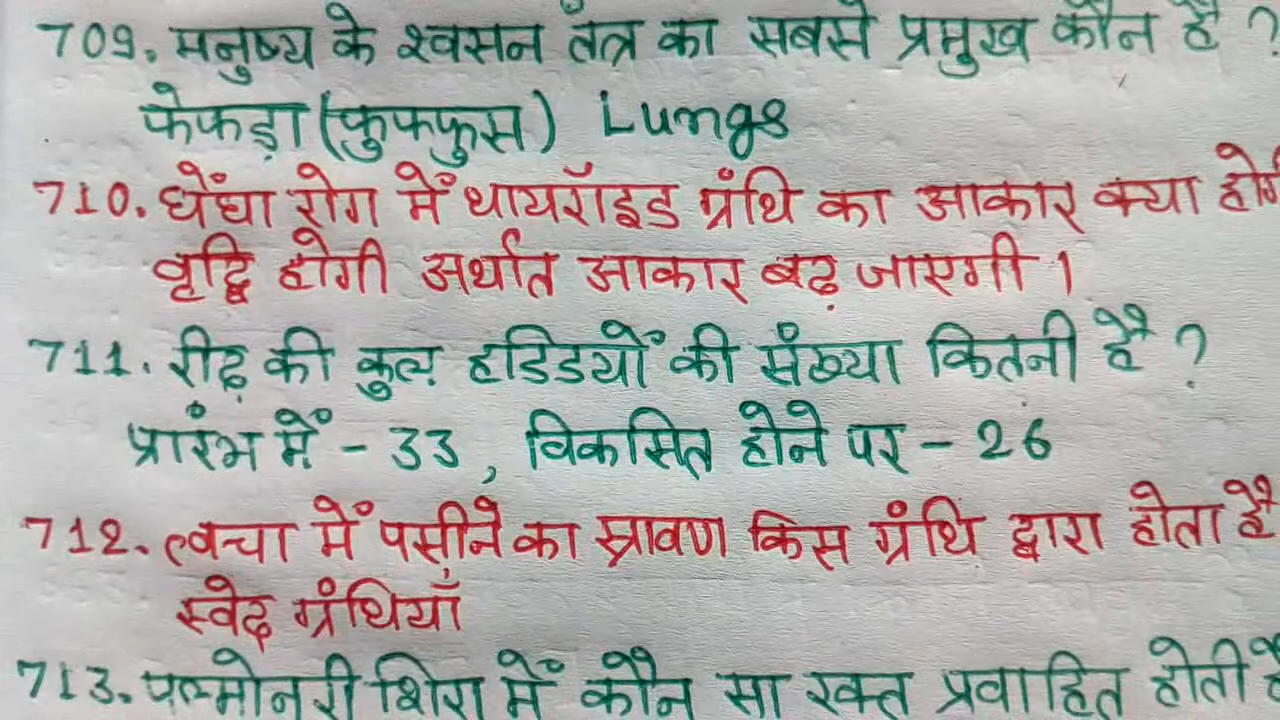 709. मनुष्य के श्वसन तंत्र का सबसे प्रमुख कौन है ?
फेफड़ा (फुफ्फुस) Lungs
710. घेंघा रोग में थायरॉइड ग्रंथि का आकार क्या
वृद्धि होगी अर्थात आकार बढ़ जाएगी।
711. रीढ़ की कुल हडिडयों की संख्या कितनी है ?
प्रारंभ में - 33, विकसित होने पर - 26
712. त्वचा में पसीने का स्रावण किस ग्रंथि द्वारा होता है
स्वेद ग्रंथियाँ
713. पल्मोनरी शिरा में कौन सा रक्त प्रवाहित होती है